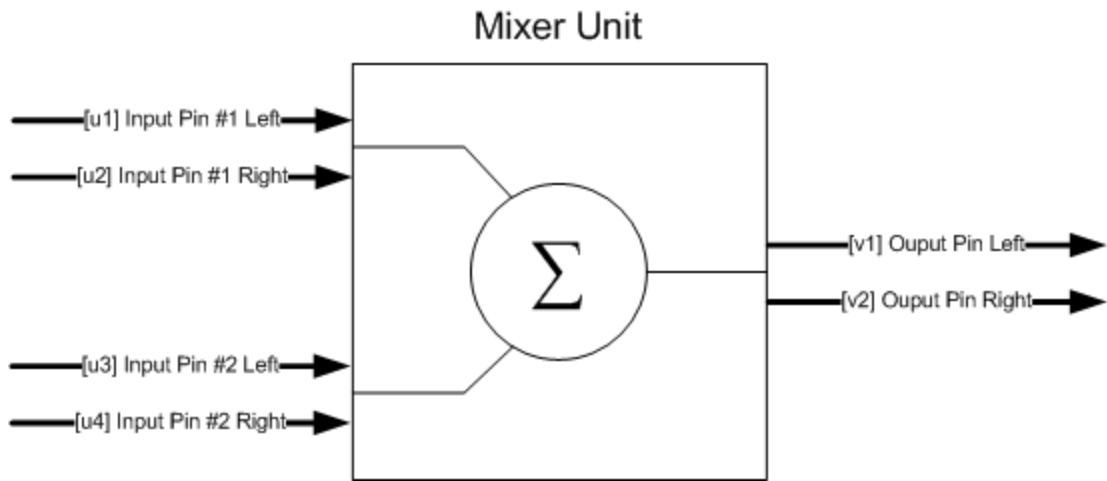 Mixer Unit
[u1] Input Pin #1 Left
[u2] Input Pin #1 Right
Σ
[v1] Ouput Pin Left
[v2] Ouput Pin Right
[u3] Input Pin #2 Left
[u4] Input Pin #2 Right